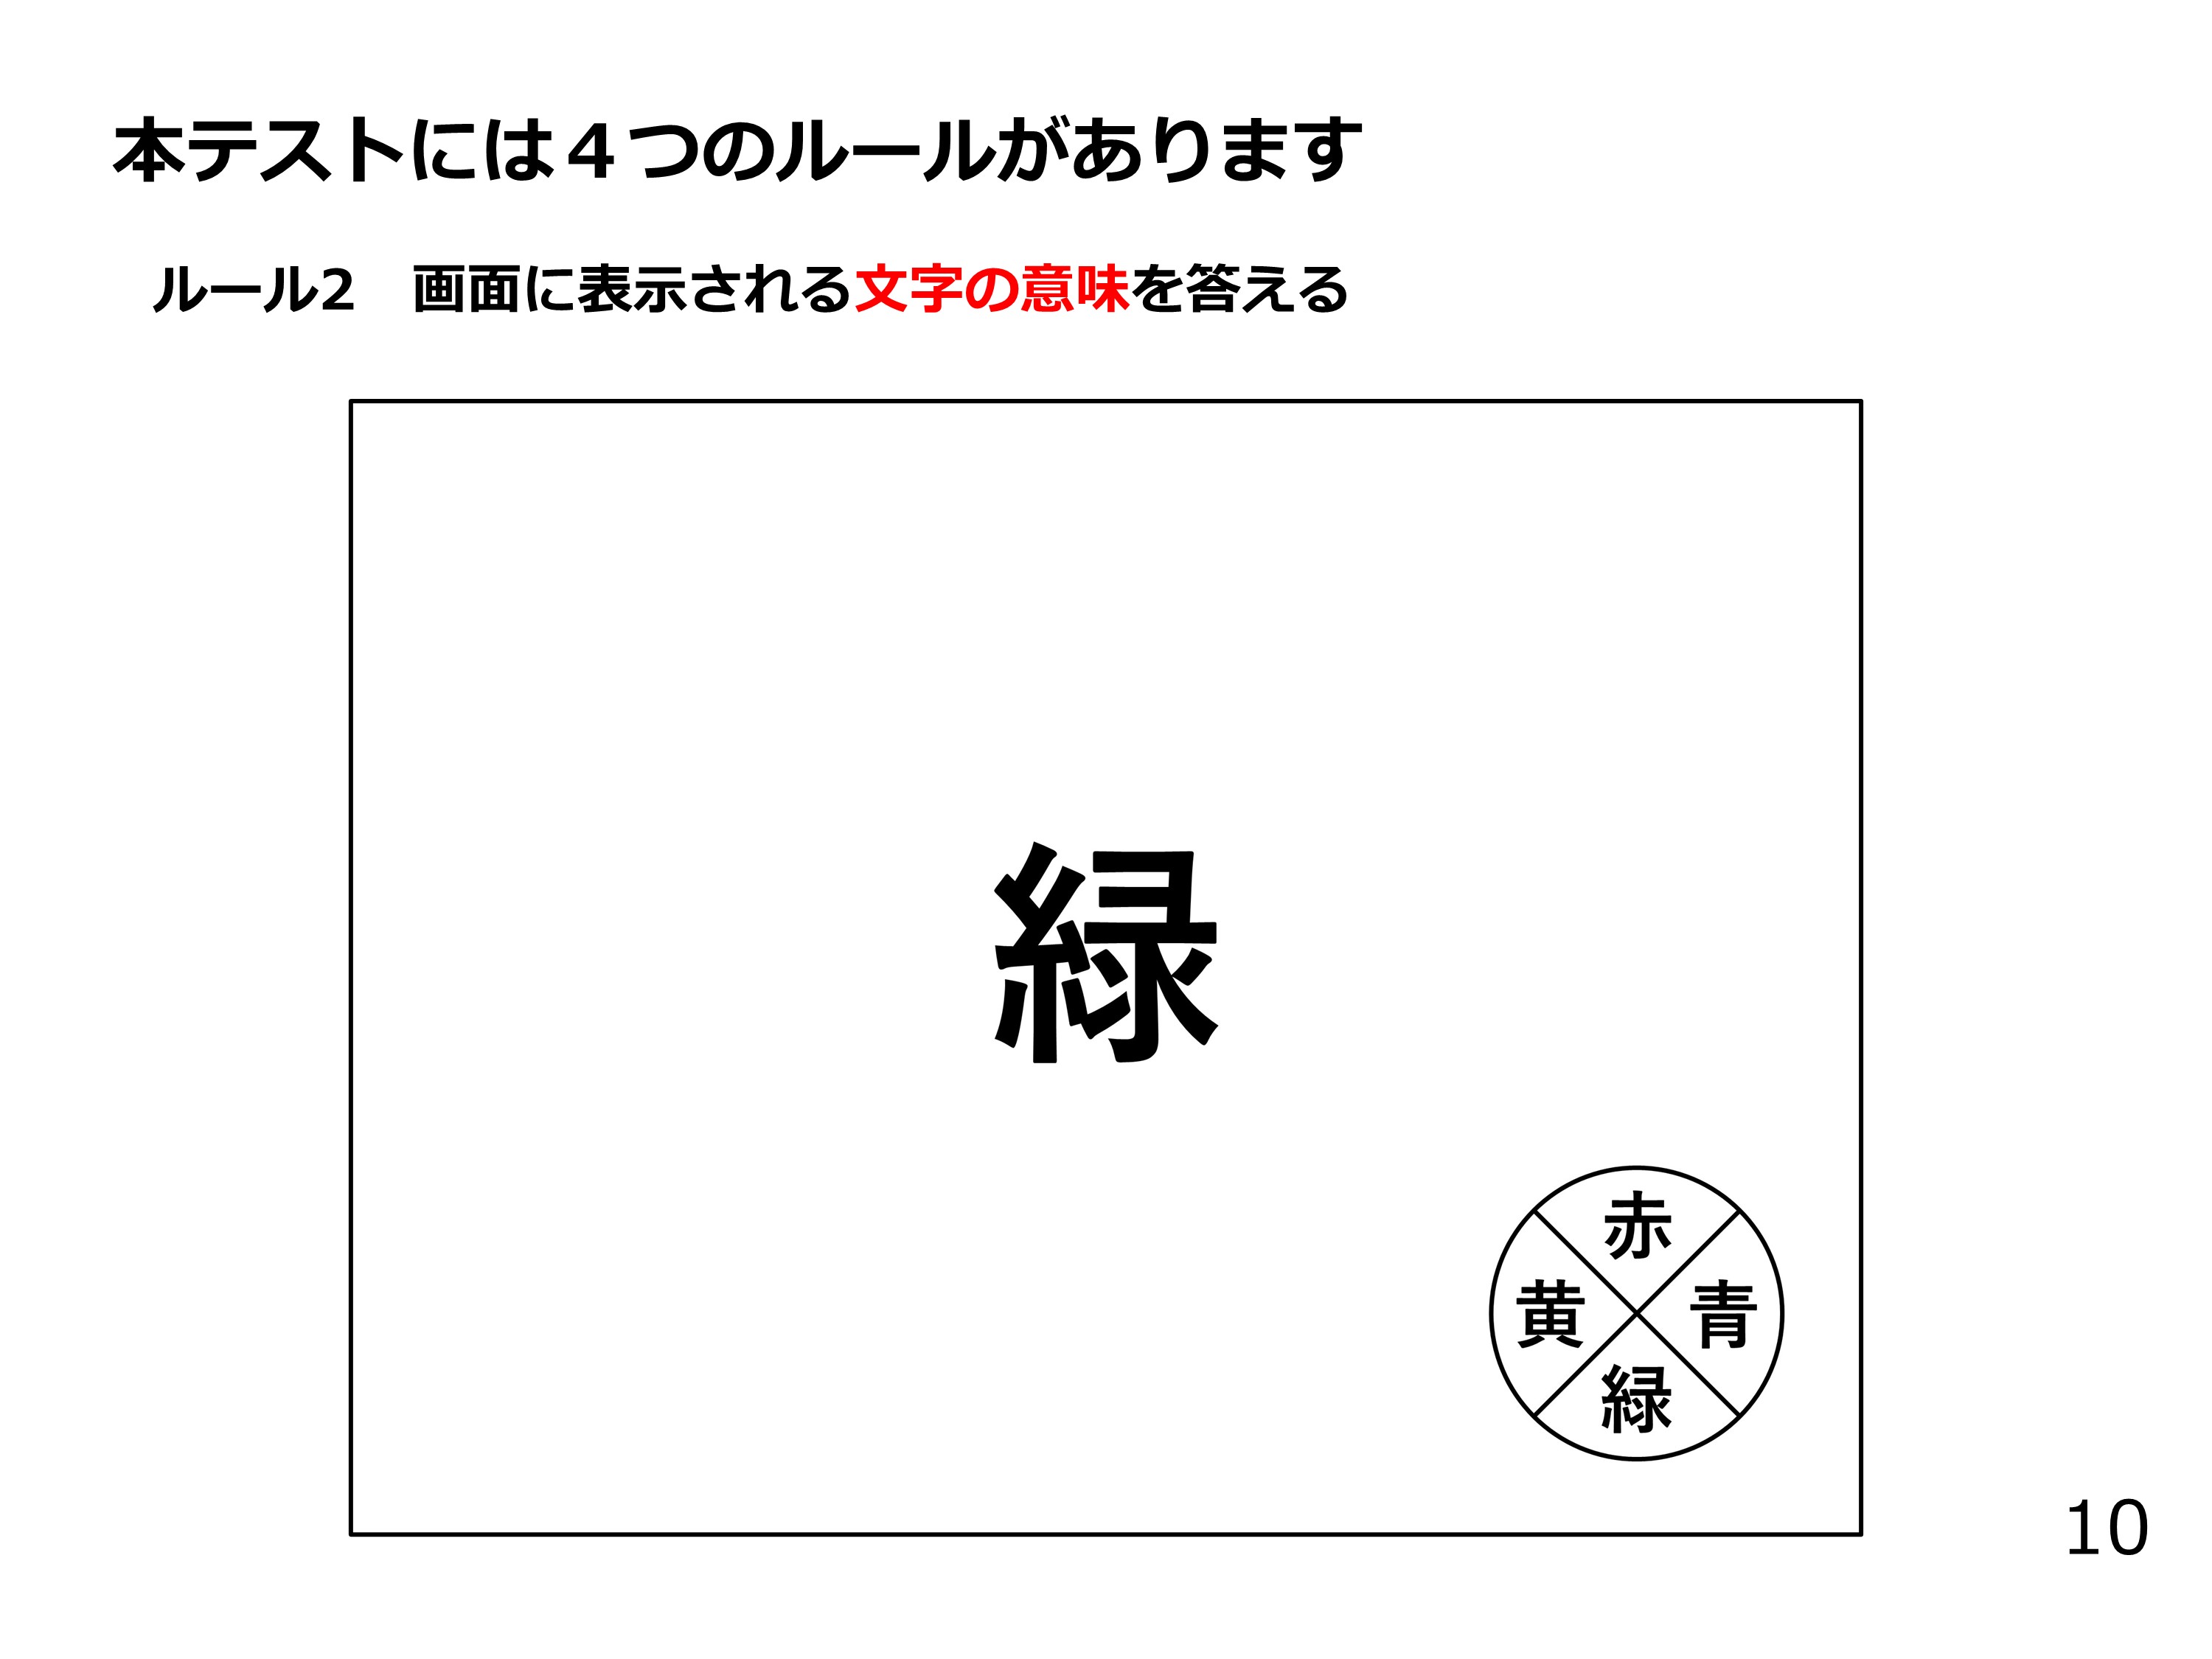 本テストには４つのルールがあります
ルール2　画面に表示される文字の意味を答える
緑
赤
黄
青
緑
10